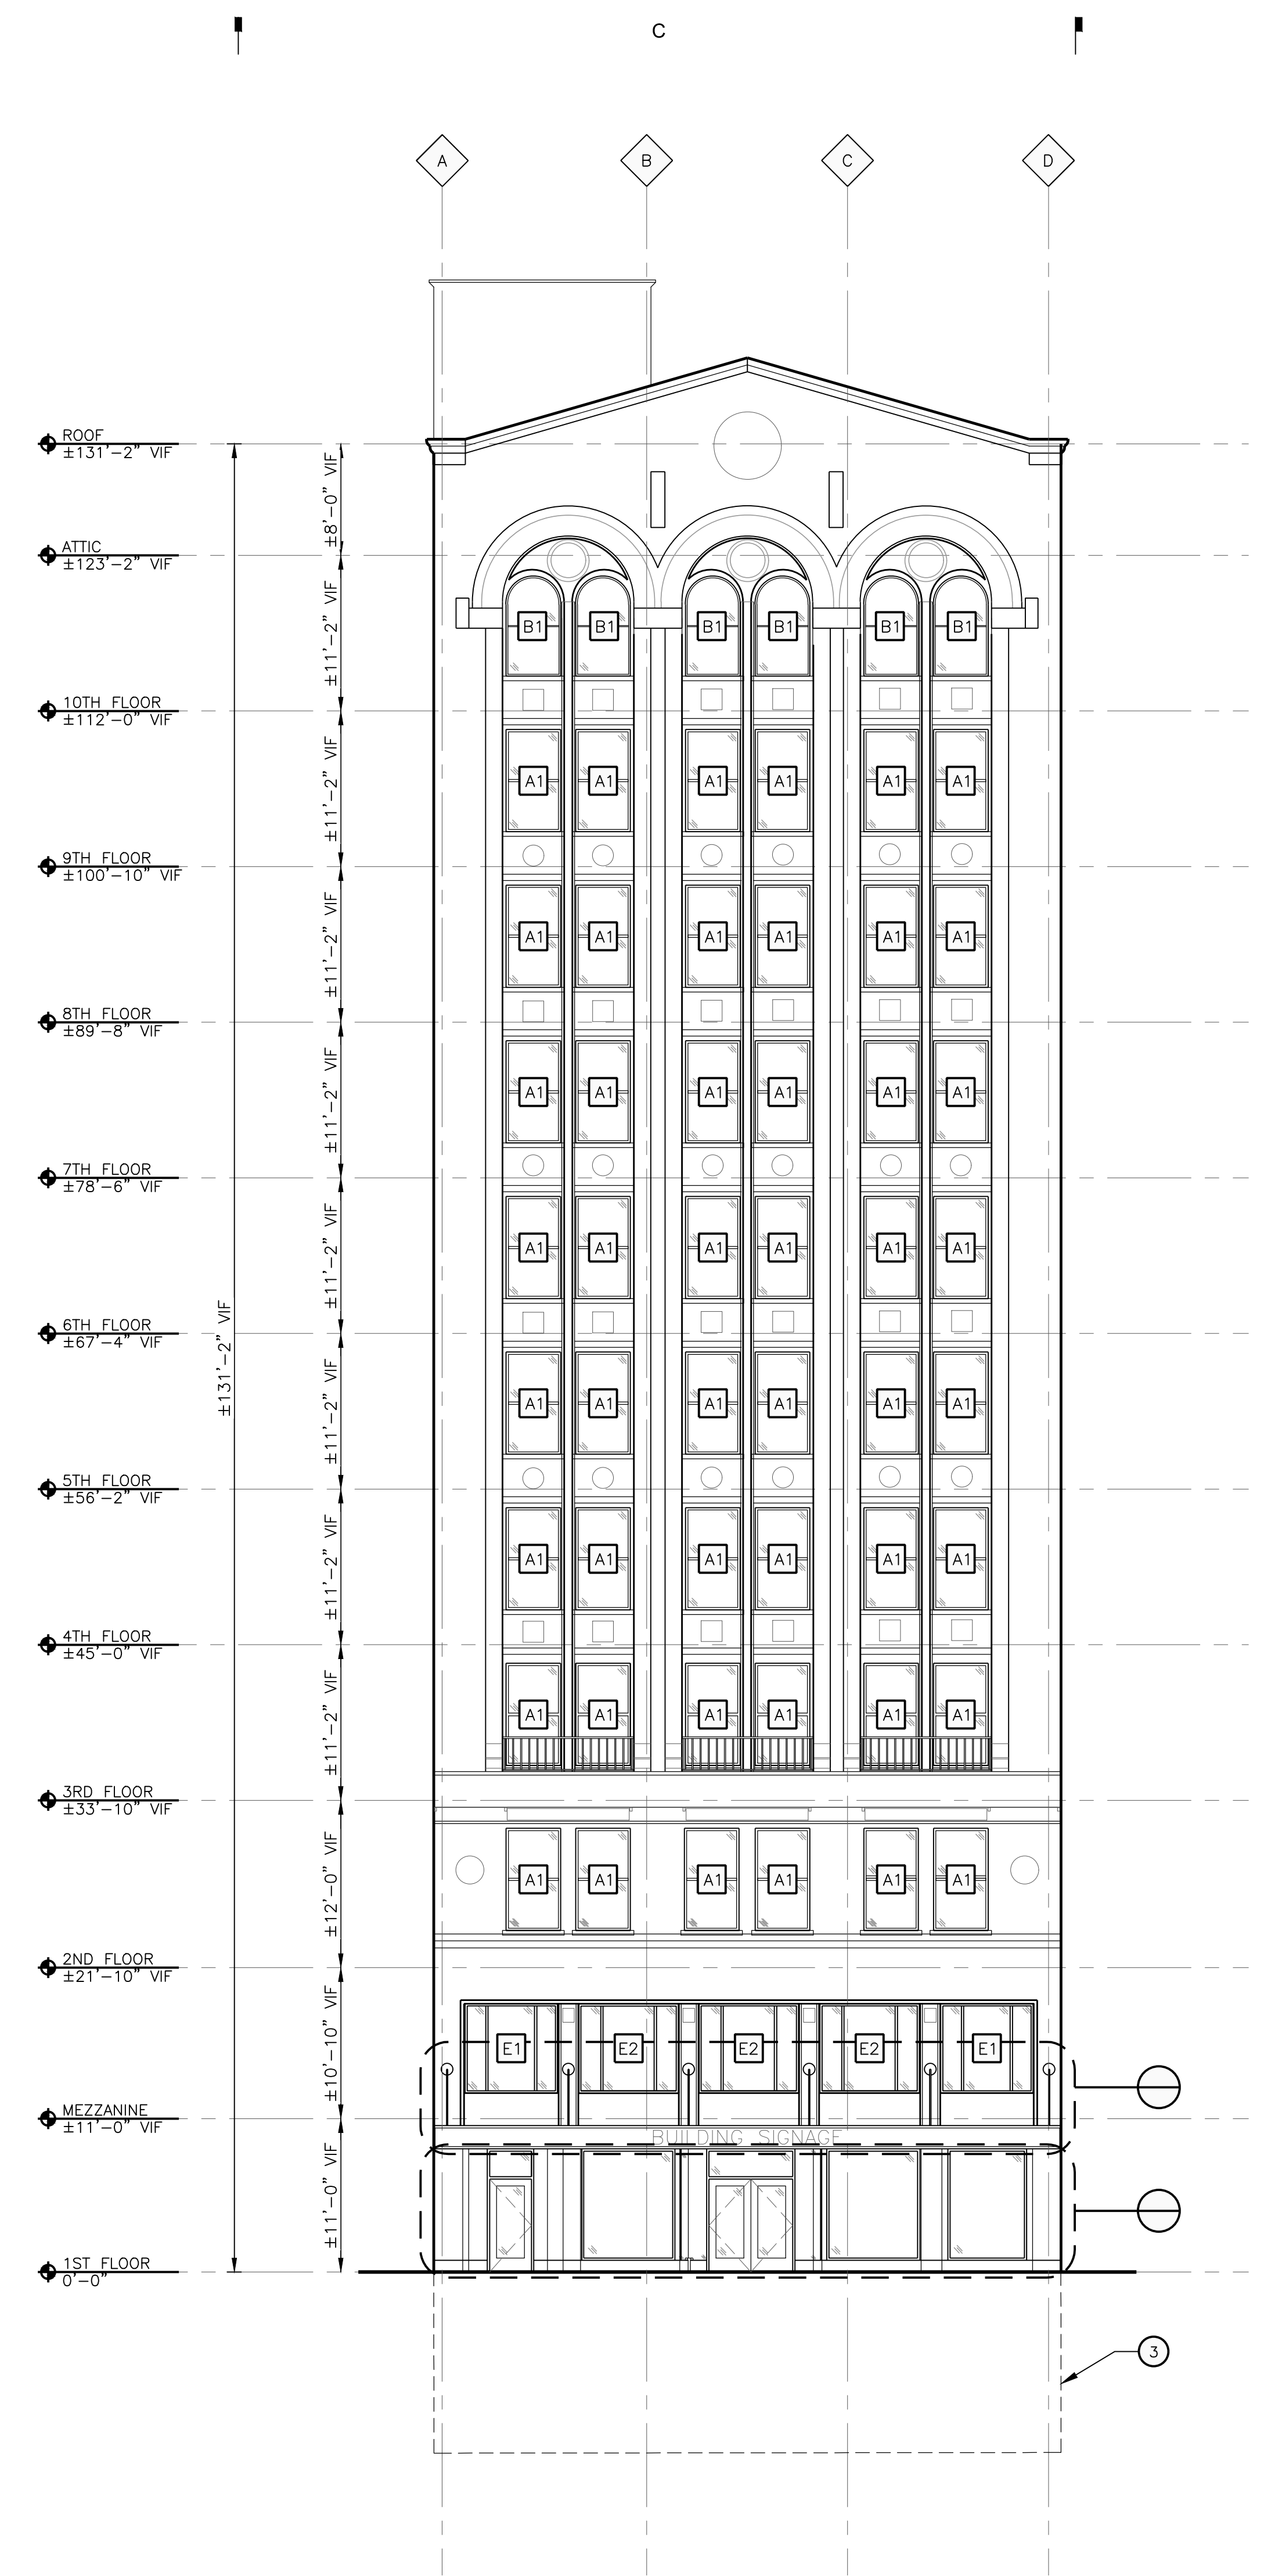 C
A B C D
ROOF
±131'-2" VIF
±8'-0" VIF
ATTIC
±123'-2" VIF
±11'-2" VIF
B1 B1 B1 B1 B1 B1
10TH FLOOR
±112'-0" VIF
±11'-2" VIF
A1 A1 A1 A1 A1 A1
9TH FLOOR
±100'-10" VIF
±11'-2" VIF
A1 A1 A1 A1 A1 A1
8TH FLOOR
±89'-8" VIF
±11'-2" VIF
A1 A1 A1 A1 A1 A1
7TH FLOOR
±78'-6" VIF
±11'-2" VIF
A1 A1 A1 A1 A1 A1
6TH FLOOR
±67'-4" VIF
±131'-2" VIF
±11'-2" VIF
A1 A1 A1 A1 A1 A1
5TH FLOOR
±56'-2" VIF
±11'-2" VIF
A1 A1 A1 A1 A1 A1
4TH FLOOR
±45'-0" VIF
±11'-2" VIF
A1 A1 A1 A1 A1 A1
3RD FLOOR
±33'-10" VIF
±12'-0" VIF
A1 A1 A1 A1 A1 A1
2ND FLOOR
±21'-10" VIF
±10'-10" VIF
E1 E2 E2 E2 E1
MEZZANINE
±11'-0" VIF
BUILDING SIGNAGE
±11'-0" VIF
1ST FLOOR
0'-0"
3